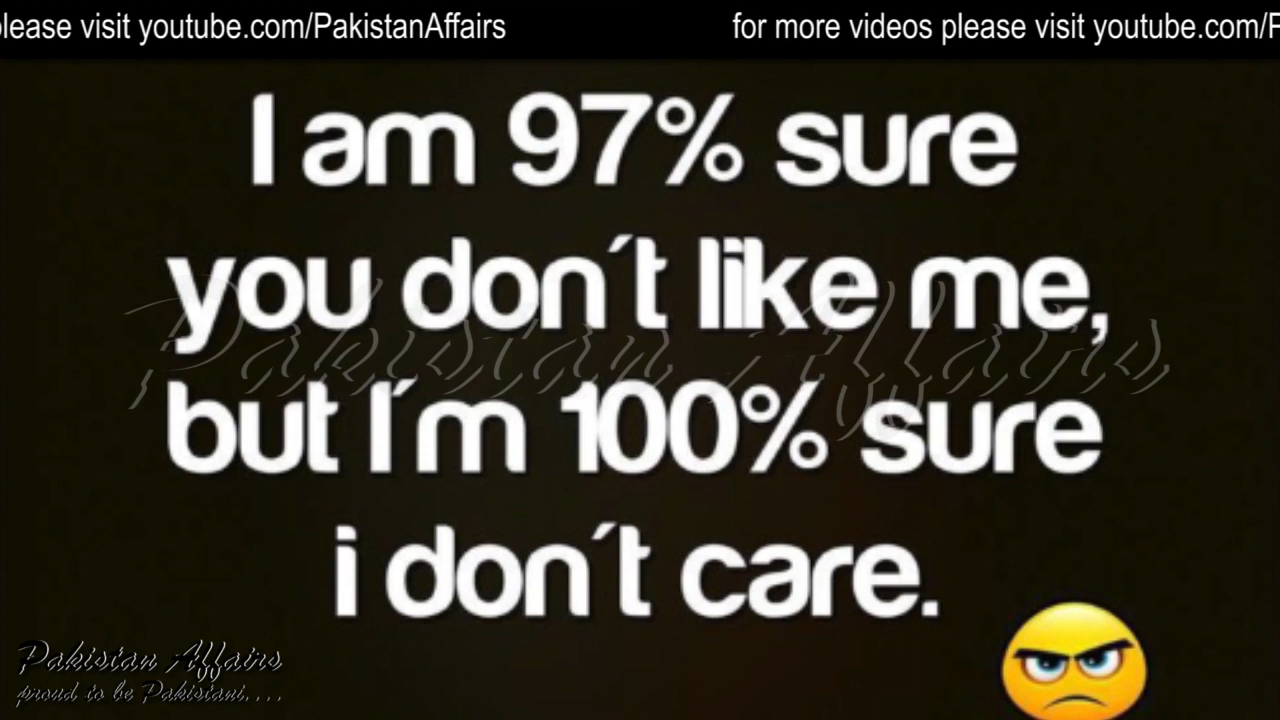 please visit youtube.com/PakistanAffairs for more videos please visit youtube.com/P
I am 97% sure
you don´t like me,
but I´m 100% sure
i don´t care.
Pakistan Affairs
Pakistan Affairs
proud to be Pakistani....